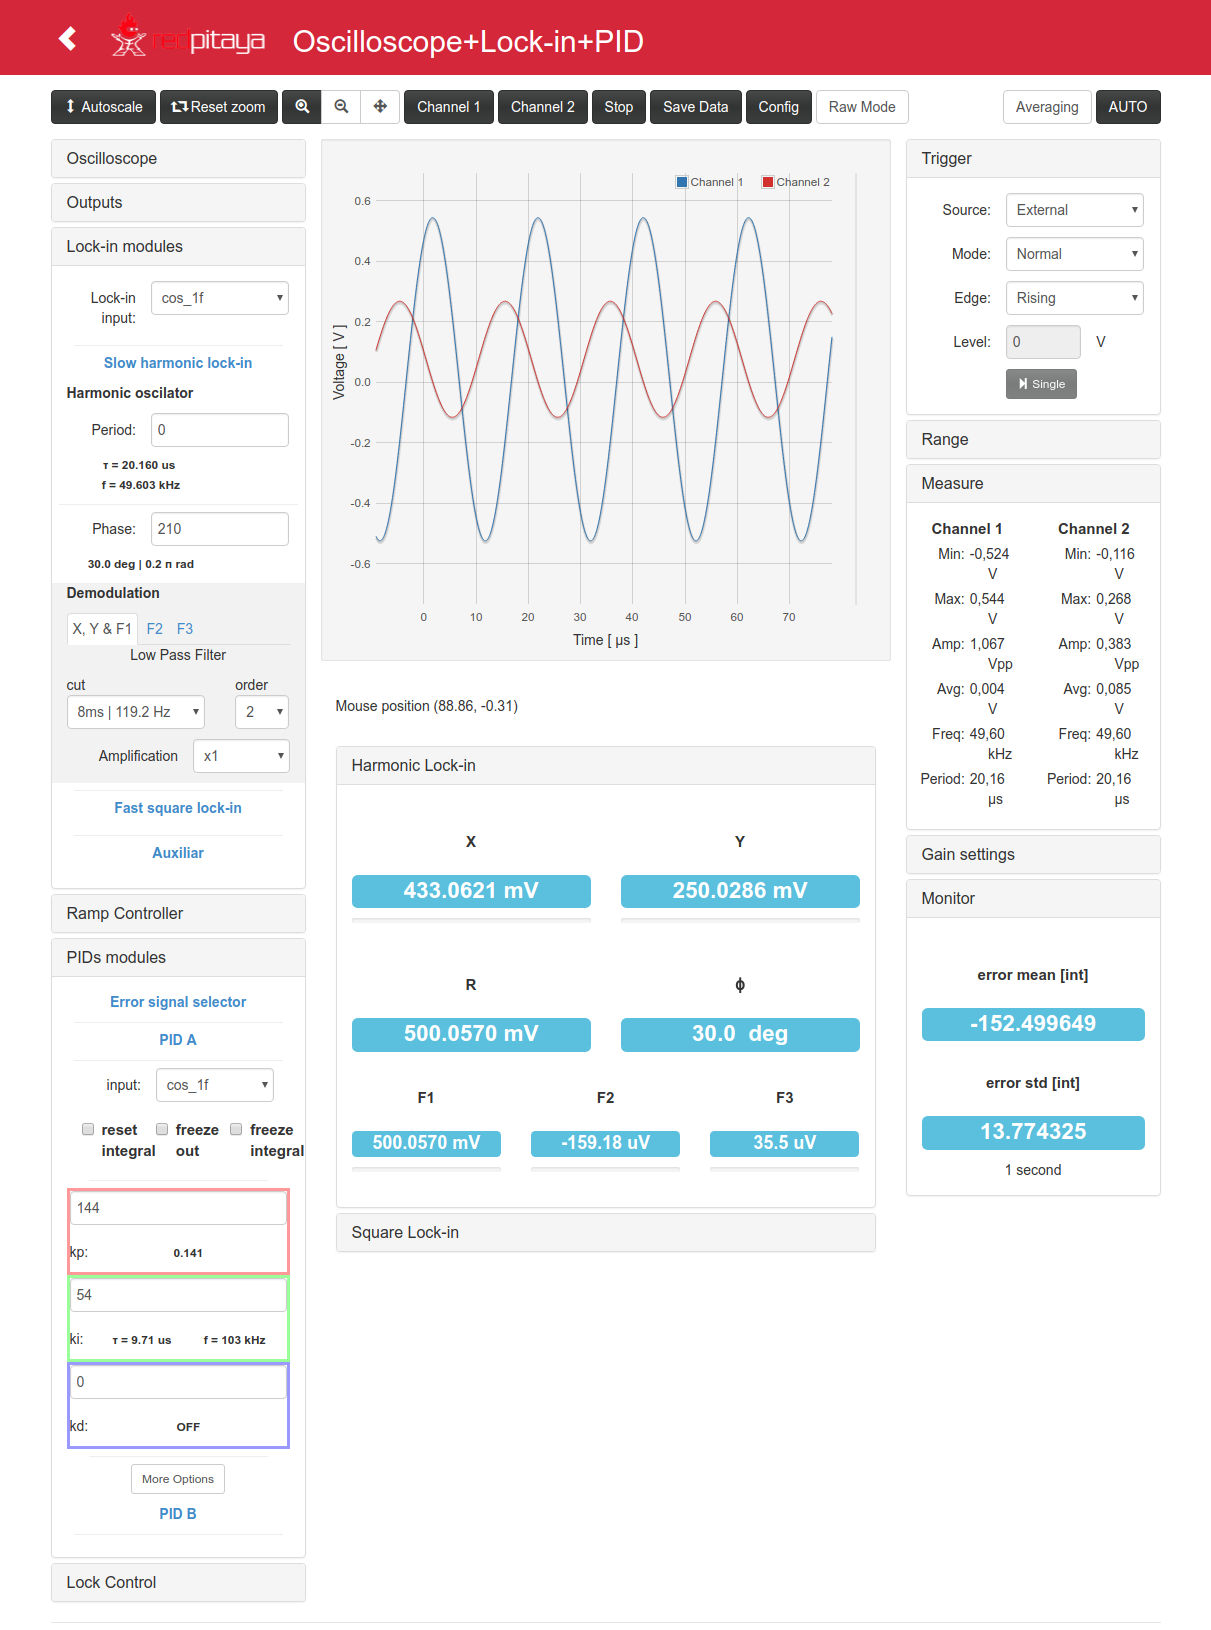 redpitaya Oscilloscope+Lock-in+PID
Autoscale Reset zoom Channel 1 Channel 2 Stop Save Data Config Raw Mode Averaging AUTO
Oscilloscope
Outputs
Lock-in modules
Lock-in input: cos_1f
Slow harmonic lock-in
Harmonic oscilator
Period: 0
τ = 20.160 us
f = 49.603 kHz
Phase: 210
30.0 deg | 0.2 π rad
Demodulation
X, Y & F1 F2 F3
Low Pass Filter
cut order
8ms | 119.2 Hz 2
Amplification x1
Fast square lock-in
Auxiliar
Ramp Controller
PIDs modules
Error signal selector
PID A
input: cos_1f
reset integral freeze out freeze integral
144
kp: 0.141
54
ki: τ = 9.71 us f = 103 kHz
0
kd: OFF
More Options
PID B
Lock Control
Channel 1 Channel 2
Voltage [ V ]
0.6
0.4
0.2
0.0
-0.2
-0.4
-0.6
0 10 20 30 40 50 60 70
Time [ µs ]
Mouse position (88.86, -0.31)
Harmonic Lock-in
X Y
433.0621 mV 250.0286 mV
R ϕ
500.0570 mV 30.0 deg
F1 F2 F3
500.0570 mV -159.18 uV 35.5 uV
Square Lock-in
Trigger
Source: External
Mode: Normal
Edge: Rising
Level: 0 V
Single
Range
Measure
Channel 1 Channel 2
Min: -0,524 V Min: -0,116 V
Max: 0,544 V Max: 0,268 V
Amp: 1,067 Vpp Amp: 0,383 Vpp
Avg: 0,004 V Avg: 0,085 V
Freq: 49,60 kHz Freq: 49,60 kHz
Period: 20,16 µs Period: 20,16 µs
Gain settings
Monitor
error mean [int]
-152.499649
error std [int]
13.774325
1 second